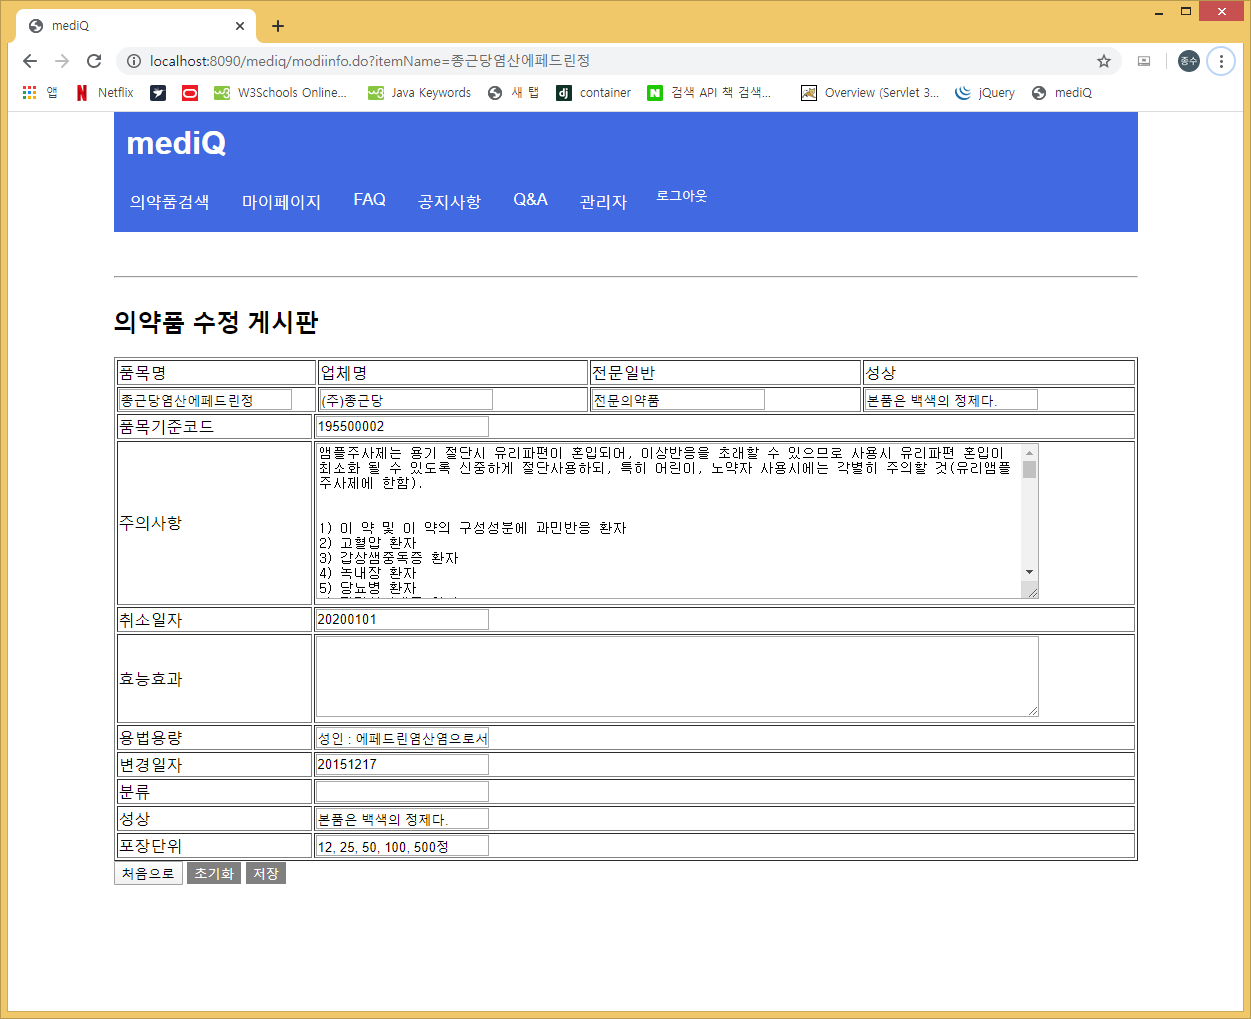 mediQ
localhost:8090/mediq/modiinfo.do?itemName=종근당염산에페드린정
종수
앱 Netflix W3Schools Online... Java Keywords 새 탭 dj container 검색 API 책 검색... Overview (Servlet 3... jQuery mediQ
mediQ
의약품검색 마이페이지 FAQ 공지사항 Q&A 관리자 로그아웃
의약품 수정 게시판
품목명 업체명 전문일반 성상
종근당염산에페드린정 (주)종근당 전문의약품 본품은 백색의 정제다.
품목기준코드 195500002
주의사항
앰플주사제는 용기 절단시 유리파편이 혼입되어, 이상반응을 초래할 수 있으므로 사용시 유리파편 혼입이
최소화 될 수 있도록 신중하게 절단사용하되, 특히 어린이, 노약자 사용시에는 각별히 주의할 것(유리앰플
주사제에 한함).
1) 이 약 및 이 약의 구성성분에 과민반응 환자
2) 고혈압 환자
3) 갑상샘중독증 환자
4) 녹내장 환자
5) 당뇨병 환자
취소일자 20200101
효능효과
용법용량 성인 : 에페드린염산염으로서
변경일자 20151217
분류
성상 본품은 백색의 정제다.
포장단위 12, 25, 50, 100, 500정
처음으로 초기화 저장